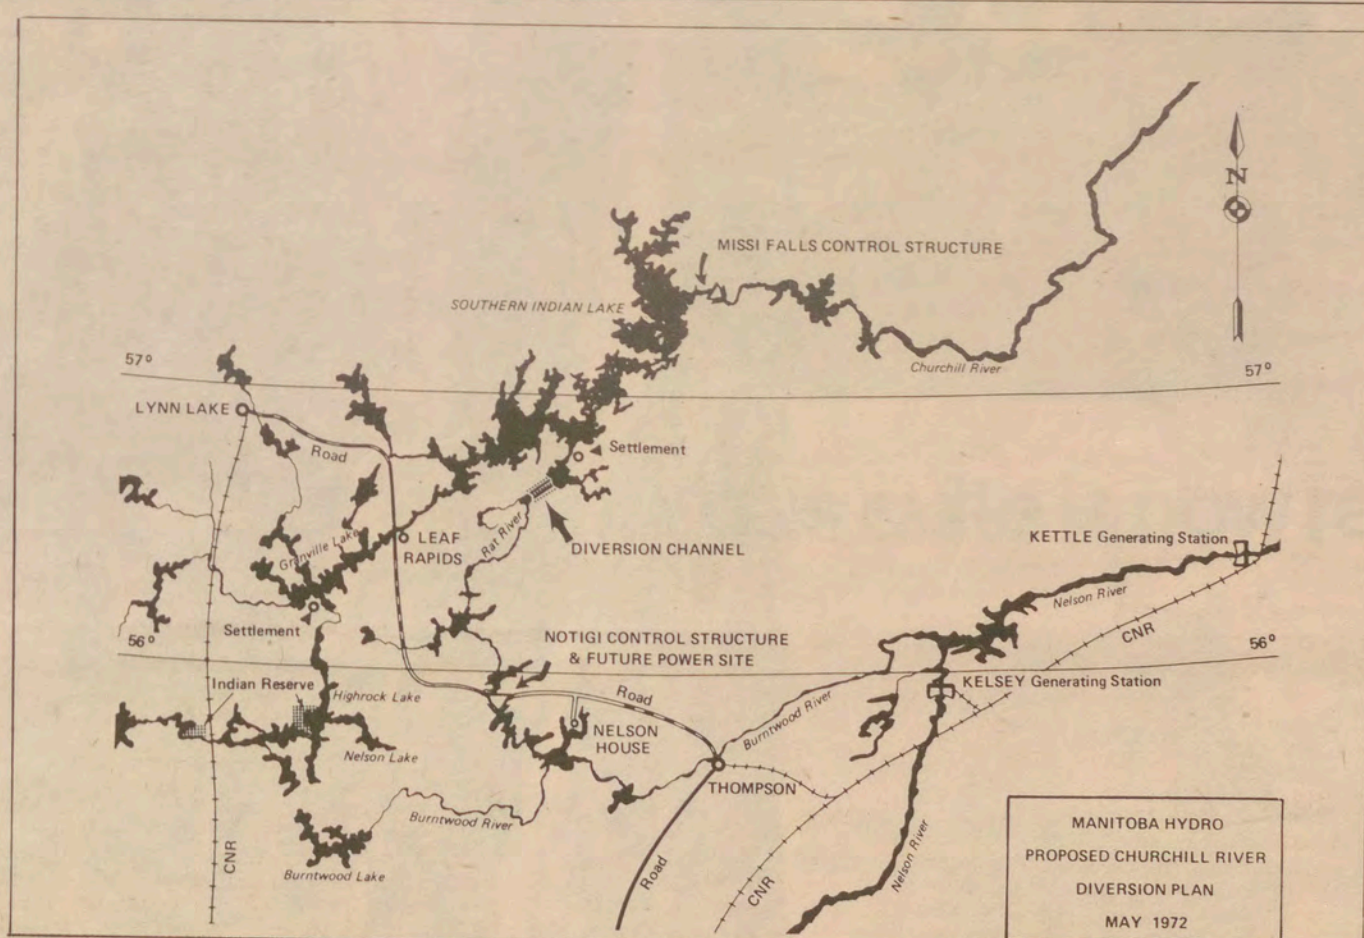 N
MISSI FALLS CONTROL STRUCTURE
SOUTHERN INDIAN LAKE
57°
Churchill River
57°
LYNN LAKE
Road
Settlement
Rat River
Granville Lake
LEAF
RAPIDS
DIVERSION CHANNEL
KETTLE Generating Station
Nelson River
CNR
Settlement
56°
NOTIGI CONTROL STRUCTURE
& FUTURE POWER SITE
56°
Indian Reserve
Highrock Lake
Road
KELSEY Generating Station
Burntwood River
NELSON
HOUSE
Nelson Lake
THOMPSON
Burntwood River
CNR
Burntwood Lake
Road
CNR
Nelson River
MANITOBA HYDRO
PROPOSED CHURCHILL RIVER
DIVERSION PLAN
MAY 1972